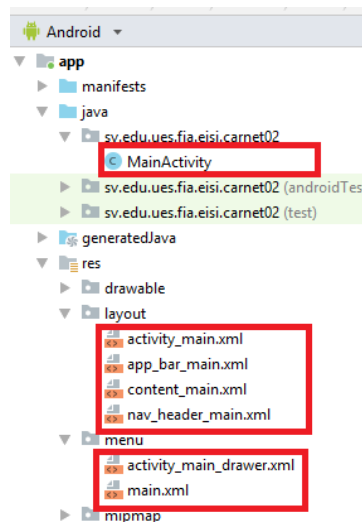 Android
app
manifests
java
sv.edu.ues.fia.eisi.carnet02
MainActivity
sv.edu.ues.fia.eisi.carnet02 (androidTes
sv.edu.ues.fia.eisi.carnet02 (test)
generatedJava
res
drawable
layout
activity_main.xml
app_bar_main.xml
content_main.xml
nav_header_main.xml
menu
activity_main_drawer.xml
main.xml
mipmap